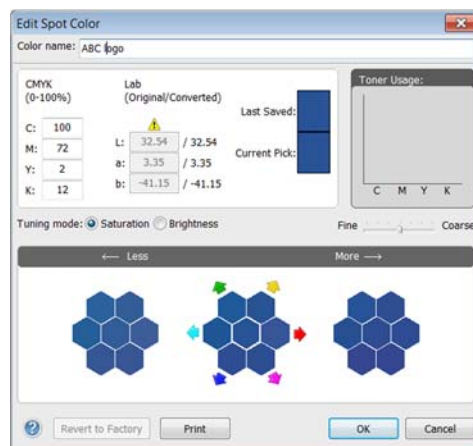 Edit Spot Color
Color name: ABC logo
CMYK
(0-100%)
Lab
(Original/Converted)
C: 100
M: 72
Y: 2
K: 12
L: 32.54 / 32.54
a: 3.35 / 3.35
b: -41.15 / -41.15
Last Saved:
Current Pick:
Toner Usage:
C M Y K
Tuning mode: Saturation Brightness
Fine Coarse
← Less More →
? Revert to Factory Print OK Cancel